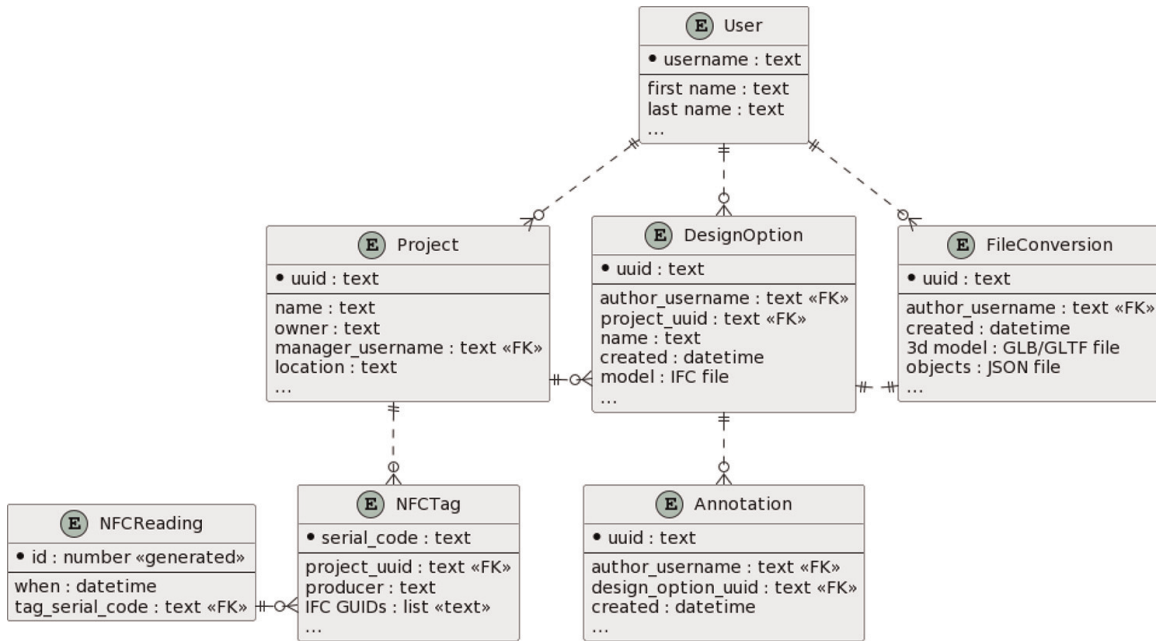 E User
• username : text
first name : text
last name : text
...
E Project
• uuid : text
name : text
owner : text
manager_username : text «FK»
location : text
...
E DesignOption
• uuid : text
author_username : text «FK»
project_uuid : text «FK»
name : text
created : datetime
model : IFC file
...
E FileConversion
• uuid : text
author_username : text «FK»
created : datetime
3d model : GLB/GLTF file
objects : JSON file
...
E NFCReading
• id : number «generated»
when : datetime
tag_serial_code : text «FK»
E NFCTag
• serial_code : text
project_uuid : text «FK»
producer : text
IFC GUIDs : list «text»
...
E Annotation
• uuid : text
author_username : text «FK»
design_option_uuid : text «FK»
created : datetime
...